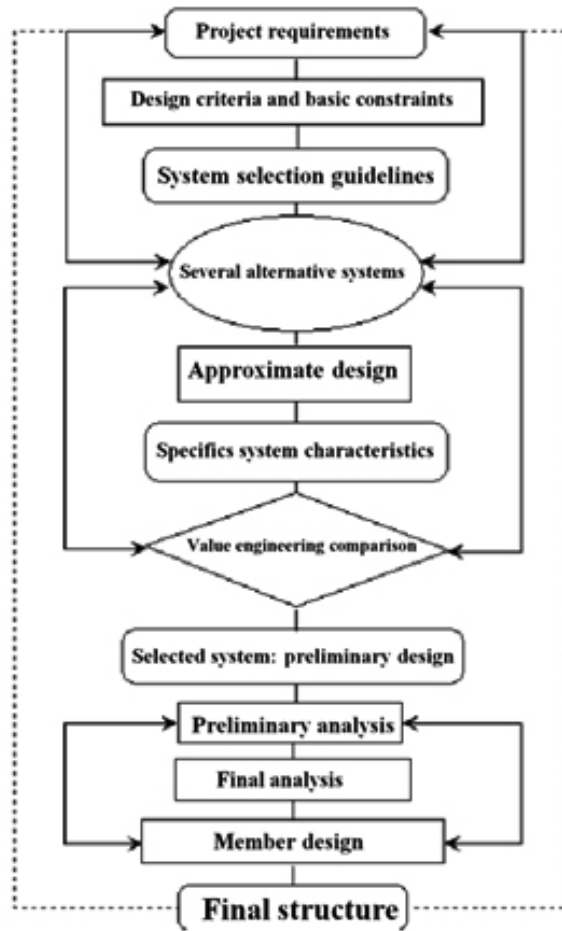 Project requirements
Design criteria and basic constraints
System selection guidelines
Several alternative systems
Approximate design
Specifics system characteristics
Value engineering comparison
Selected system: preliminary design
Preliminary analysis
Final analysis
Member design
Final structure